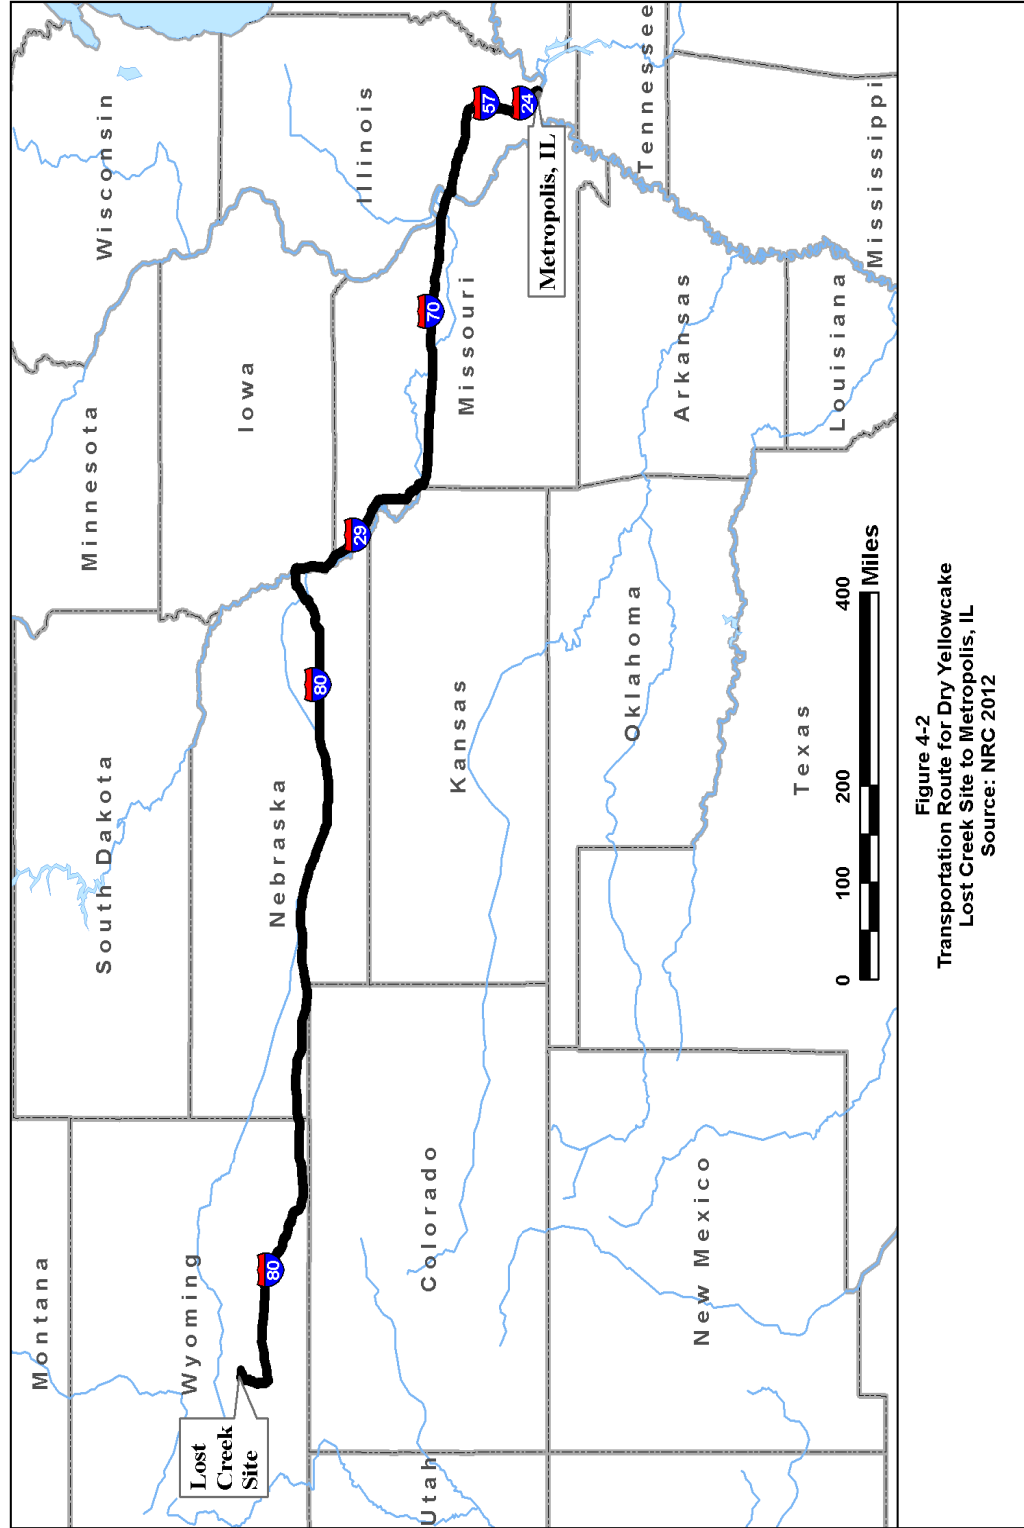 Montana
South Dakota
Minnesota
Wisconsin
Wyoming
Lost
Creek
Site
80
Nebraska
80
Iowa
29
Illinois
Utah
Colorado
Kansas
Missouri
70
57
24
Metropolis, IL
New Mexico
Oklahoma
Arkansas
Tennessee
Texas
Louisiana
Mississippi
0 100 200 400
Miles
Figure 4-2
Transportation Route for Dry Yellowcake
Lost Creek Site to Metropolis, IL
Source: NRC 2012